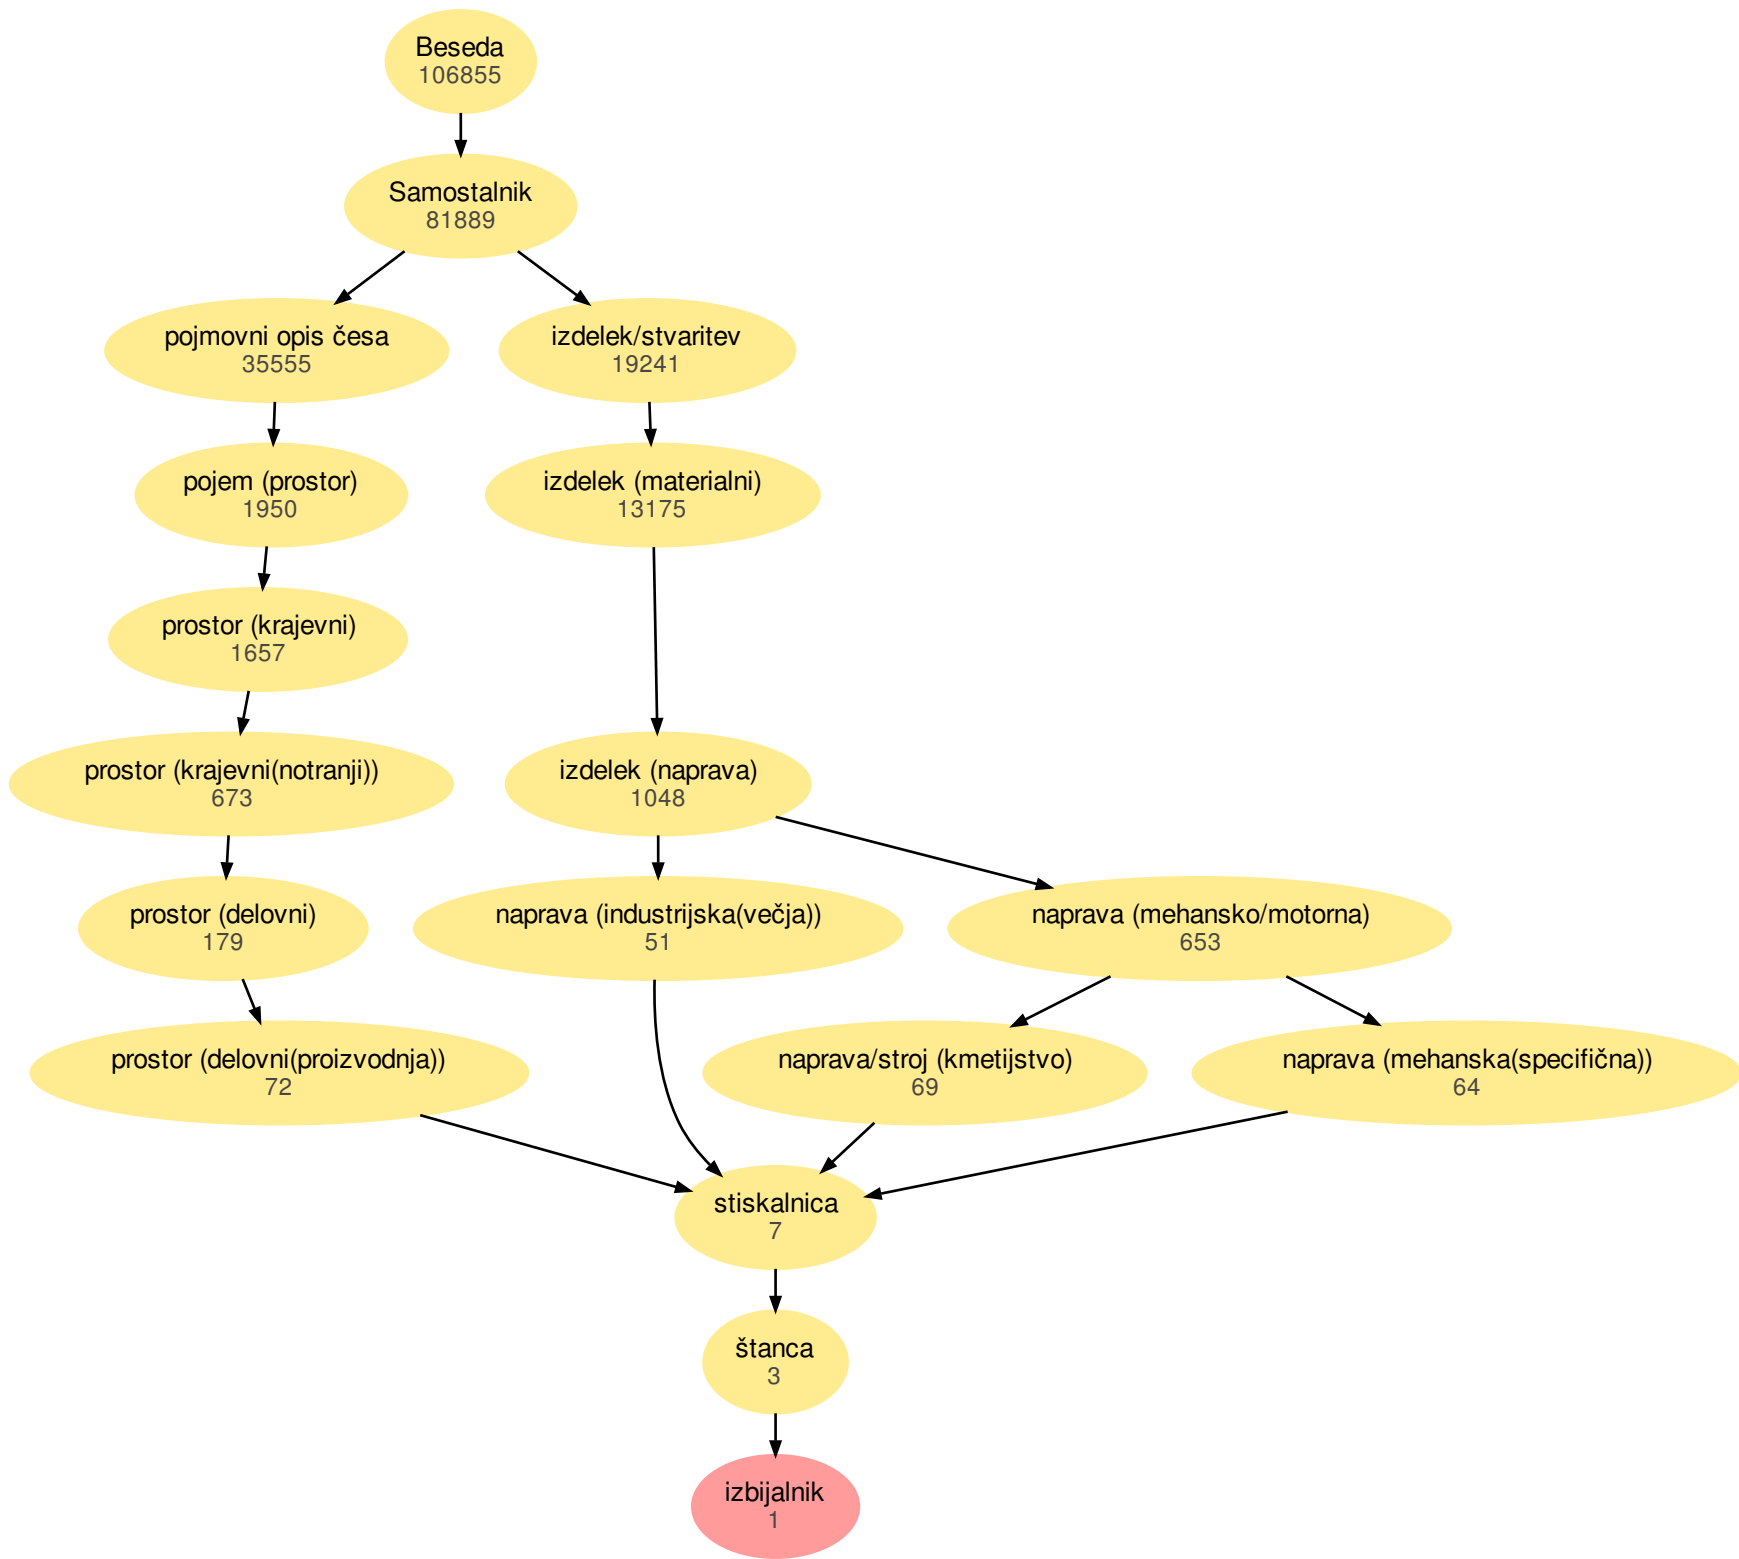 Beseda
106855
Samostalnik
81889
pojmovni opis česa
35555
izdelek/stvaritev
19241
pojem (prostor)
1950
izdelek (materialni)
13175
prostor (krajevni)
1657
prostor (krajevni(notranji))
673
izdelek (naprava)
1048
prostor (delovni)
179
naprava (industrijska(večja))
51
naprava (mehansko/motorna)
653
prostor (delovni(proizvodnja))
72
naprava/stroj (kmetijstvo)
69
naprava (mehanska(specifična))
64
stiskalnica
7
štanca
3
izbijalnik
1